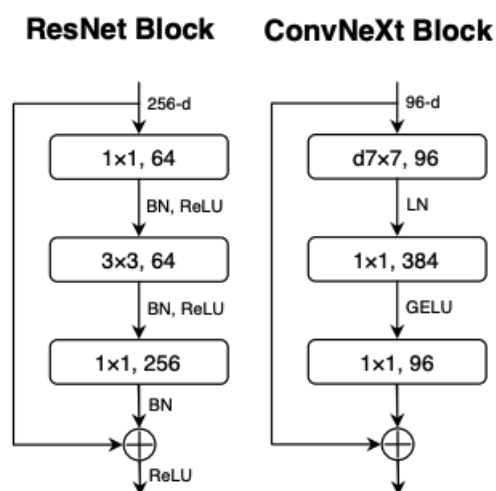 ResNet Block
256-d
1×1, 64
BN, ReLU
3×3, 64
BN, ReLU
1×1, 256
BN
ReLU
ConvNeXt Block
96-d
d7×7, 96
LN
1×1, 384
GELU
1×1, 96